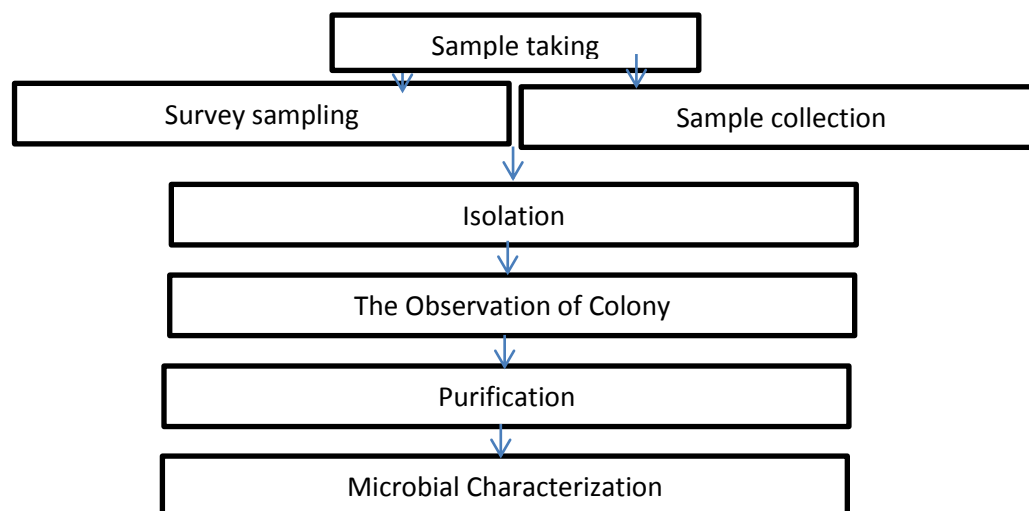 Sample taking
Survey sampling
Sample collection
Isolation
The Observation of Colony
Purification
Microbial Characterization